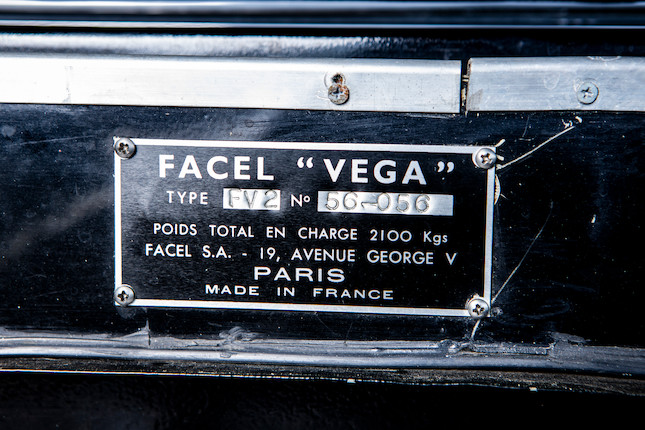 FACEL “VEGA”
TYPE FV2 Nº 56-056
POIDS TOTAL EN CHARGE 2100 Kgs
FACEL S.A. - 19, AVENUE GEORGE V
PARIS
MADE IN FRANCE